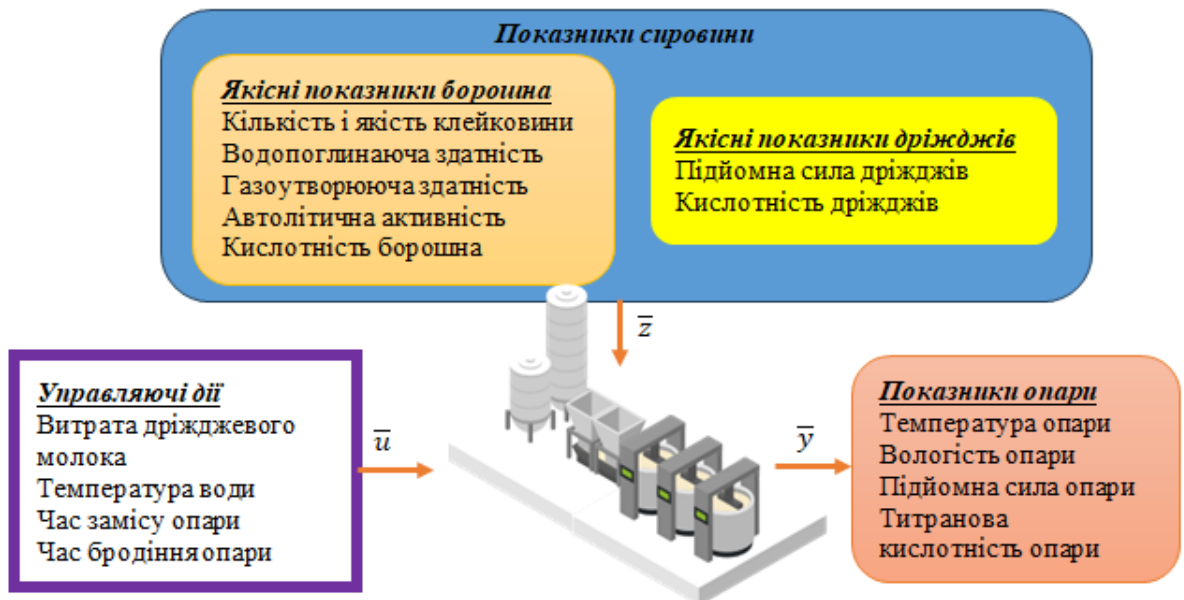 Показники сировини
Якісні показники борошна
Кількість і якість клейковини
Водопоглинаюча здатність
Газоутворююча здатність
Автолітична активність
Кислотність борошна
Якісні показники дріжджів
Підйомна сила дріжджів
Кислотність дріжджів
z̅
Управляючі дії
Витрата дріжджевого
молока
Температура води
Час замісу опари
Час бродіння опари
u̅
y̅
Показники опари
Температура опари
Вологість опари
Підйомна сила опари
Титранова
кислотність опари